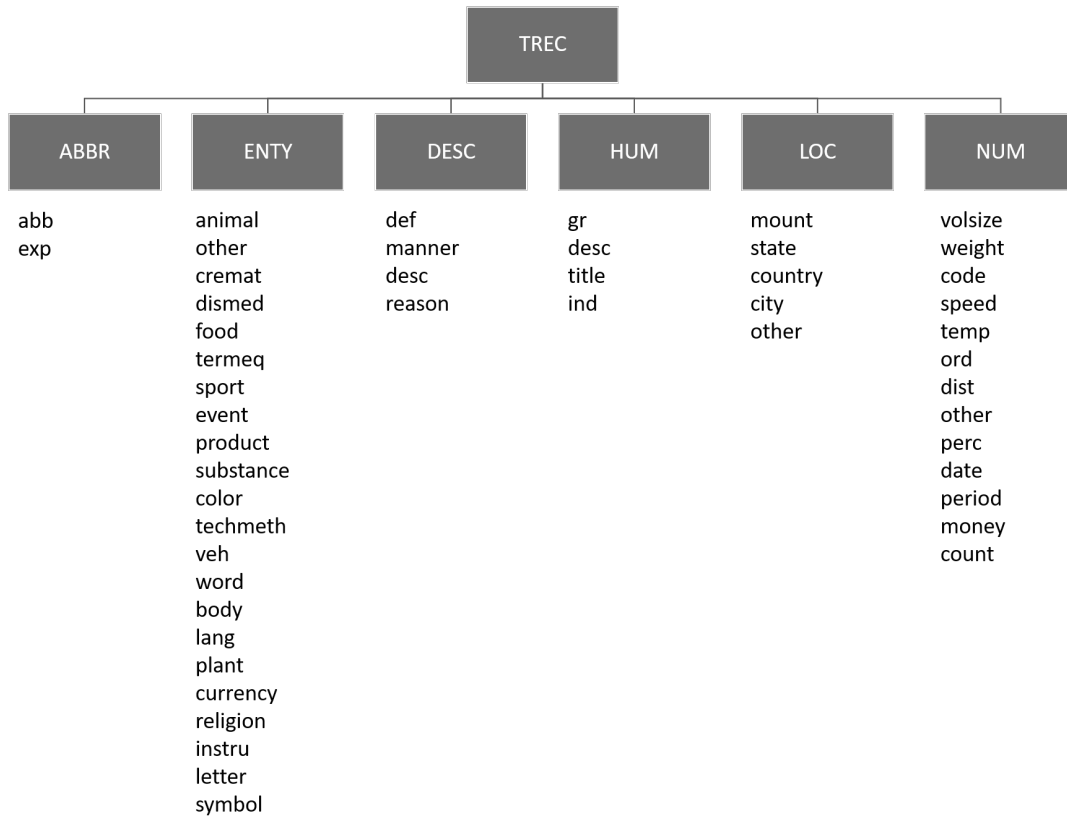 TREC
ABBR
ENTY
DESC
HUM
LOC
NUM
abb
exp
animal
other
cremat
dismed
food
termeq
sport
event
product
substance
color
techmeth
veh
word
body
lang
plant
currency
religion
instru
letter
symbol
def
manner
desc
reason
gr
desc
title
ind
mount
state
country
city
other
volsize
weight
code
speed
temp
ord
dist
other
perc
date
period
money
count